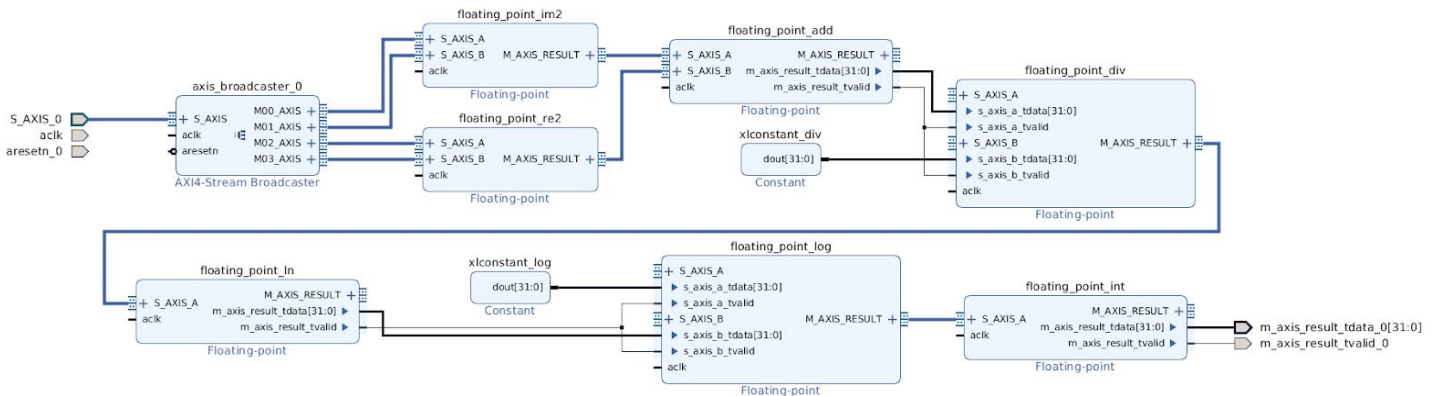 floating_point_im2
S_AXIS_A
S_AXIS_B M_AXIS_RESULT
aclk
Floating-point
floating_point_add
S_AXIS_A M_AXIS_RESULT
S_AXIS_B m_axis_result_tdata[31:0]
aclk m_axis_result_tvalid
Floating-point
floating_point_div
S_AXIS_A
s_axis_a_tdata[31:0]
s_axis_a_tvalid
S_AXIS_B M_AXIS_RESULT
s_axis_b_tdata[31:0]
s_axis_b_tvalid
aclk
Floating-point
axis_broadcaster_0
S_AXIS_0
aclk
aresetn_0
S_AXIS
aclk
aresetn
M00_AXIS
M01_AXIS
M02_AXIS
M03_AXIS
AXI4-Stream Broadcaster
floating_point_re2
S_AXIS_A
S_AXIS_B M_AXIS_RESULT
aclk
Floating-point
xlconstant_div
dout[31:0]
Constant
floating_point_ln
S_AXIS_A M_AXIS_RESULT
aclk m_axis_result_tdata[31:0]
m_axis_result_tvalid
Floating-point
xlconstant_log
dout[31:0]
Constant
floating_point_log
S_AXIS_A
s_axis_a_tdata[31:0]
s_axis_a_tvalid
S_AXIS_B M_AXIS_RESULT
s_axis_b_tdata[31:0]
s_axis_b_tvalid
aclk
Floating-point
floating_point_int
S_AXIS_A M_AXIS_RESULT
aclk m_axis_result_tdata[31:0]
m_axis_result_tvalid
Floating-point
m_axis_result_tdata_0[31:0]
m_axis_result_tvalid_0